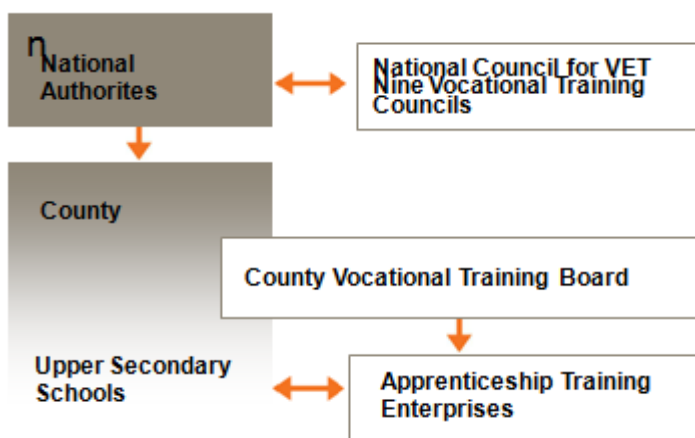 n
National
Authorites
National Council for VET
Nine Vocational Training
Councils
County
County Vocational Training Board
Upper Secondary
Schools
Apprenticeship Training
Enterprises